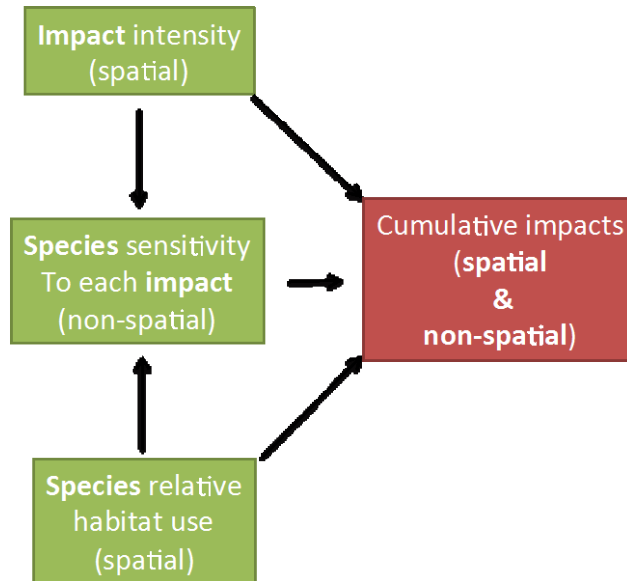 Impact intensity
(spatial)
Species sensitivity
To each impact
(non-spatial)
Cumulative impacts
(spatial
&
non-spatial)
Species relative
habitat use
(spatial)